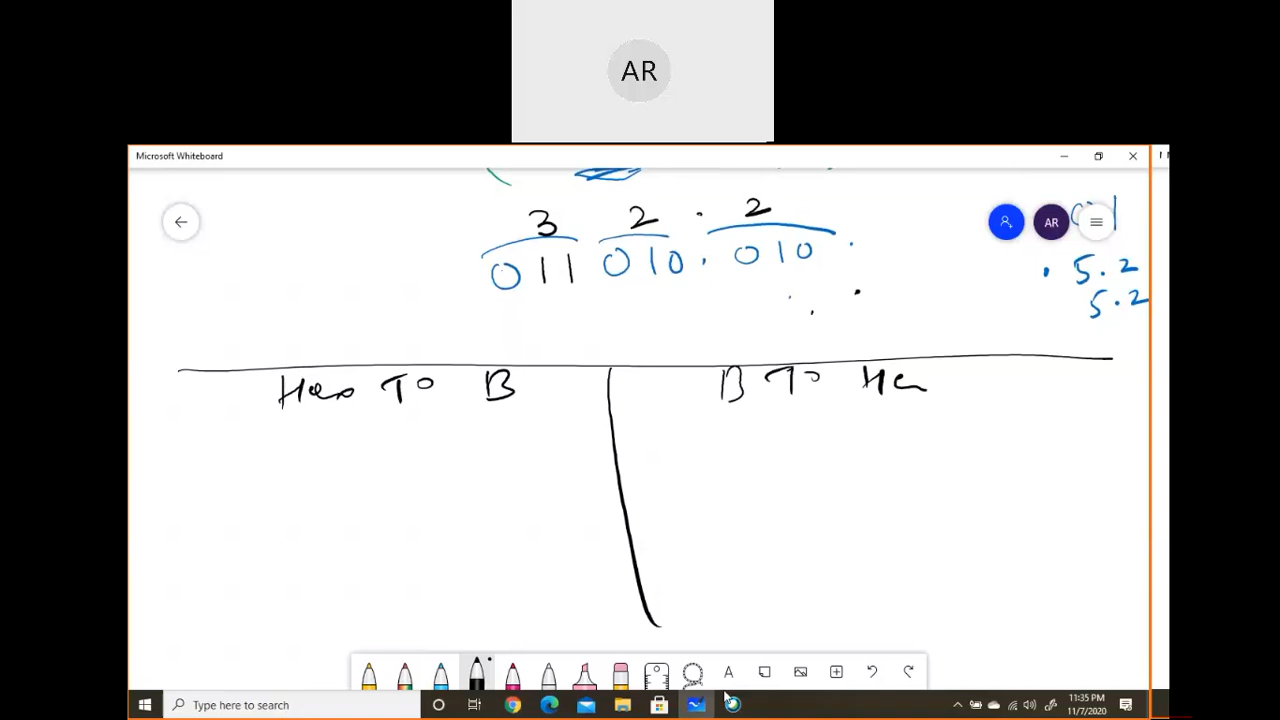 AR
Microsoft Whiteboard
3 2 . 2
011 010 . 010
AR
. 5.2
5.2
Hex To B
B To He
A
Type here to search
11:35 PM
11/7/2020